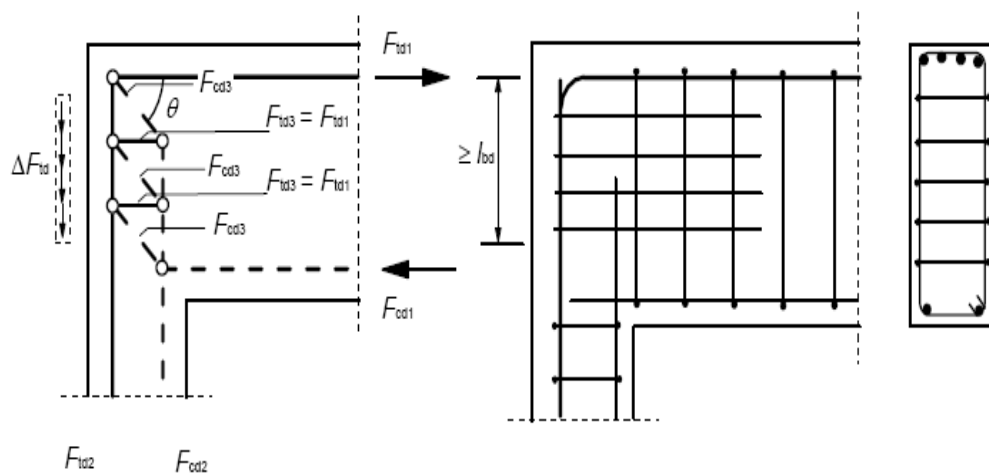 F_td1
F_cd3
θ
F_td3 = F_td1
ΔF_td
F_cd3
F_td3 = F_td1
F_cd3
F_cd1
F_td2
F_cd2
≥ l_bd